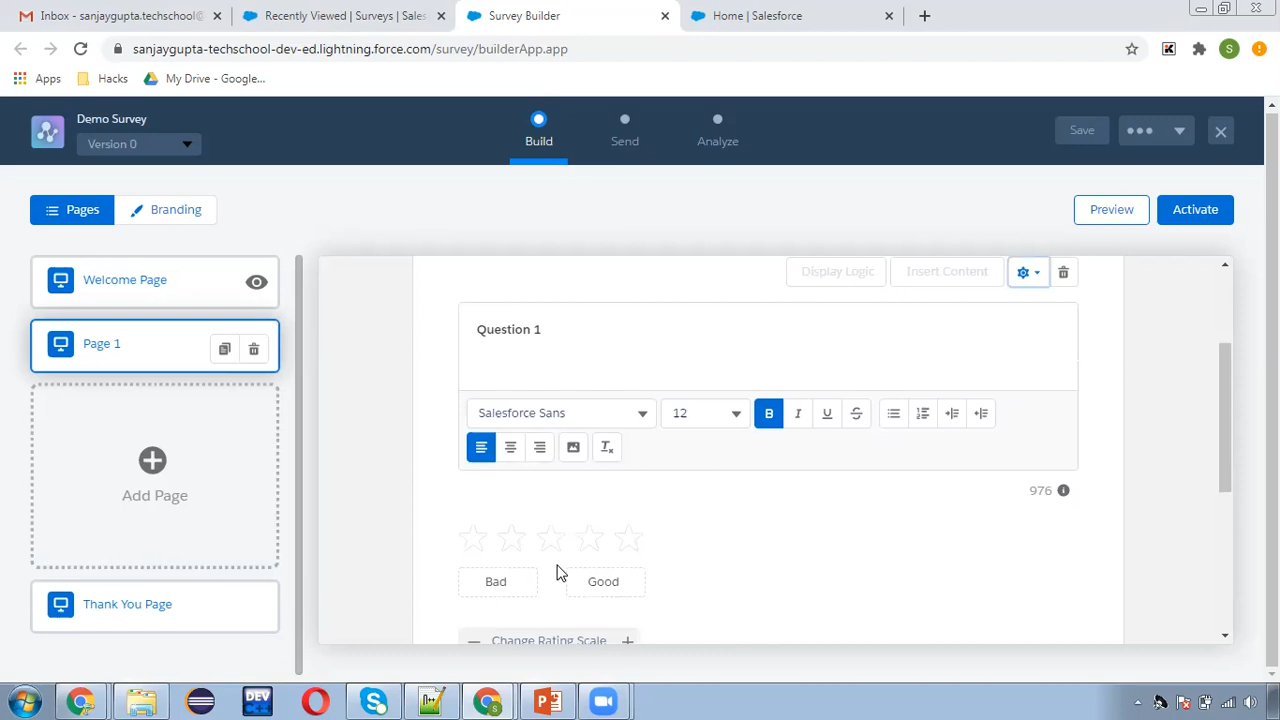 Inbox - sanjaygupta.techschool@
Recently Viewed | Surveys | Sales
Survey Builder
Home | Salesforce
sanjaygupta-techschool-dev-ed.lightning.force.com/survey/builderApp.app
S
Apps
Hacks
My Drive - Google...
Demo Survey
Version 0
Build
Send
Analyze
Save
Pages
Branding
Preview
Activate
Welcome Page
Page 1
Add Page
Thank You Page
Display Logic
Insert Content
Question 1
Salesforce Sans
12
B
I
U
S
976
Bad
Good
Change Rating Scale
DEV